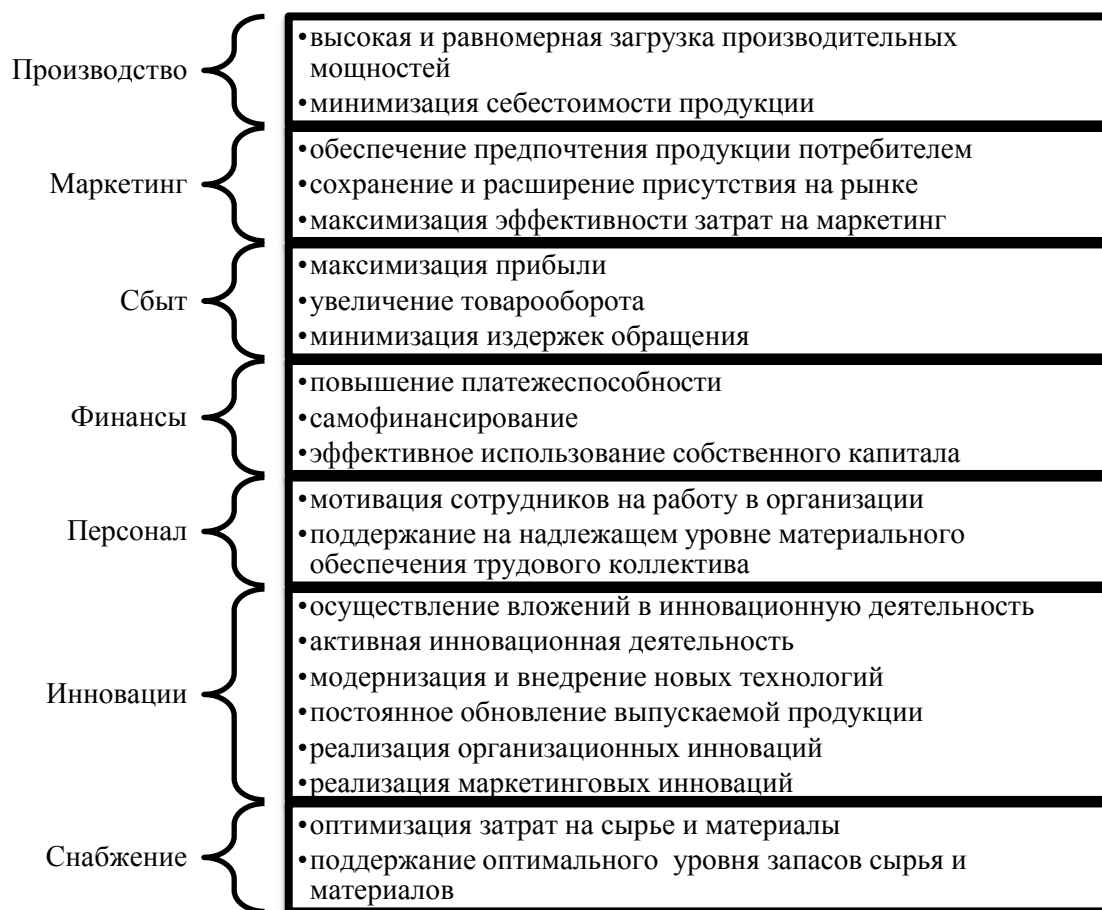 Производство
•высокая и равномерная загрузка производительных
мощностей
•минимизация себестоимости продукции
Маркетинг
•обеспечение предпочтения продукции потребителем
•сохранение и расширение присутствия на рынке
•максимизация эффективности затрат на маркетинг
Сбыт
•максимизация прибыли
•увеличение товарооборота
•минимизация издержек обращения
Финансы
•повышение платежеспособности
•самофинансирование
•эффективное использование собственного капитала
Персонал
•мотивация сотрудников на работу в организации
•поддержание на надлежащем уровне материального
обеспечения трудового коллектива
Инновации
•осуществление вложений в инновационную деятельность
•активная инновационная деятельность
•модернизация и внедрение новых технологий
•постоянное обновление выпускаемой продукции
•реализация организационных инноваций
•реализация маркетинговых инноваций
Снабжение
•оптимизация затрат на сырье и материалы
•поддержание оптимального уровня запасов сырья и
материалов